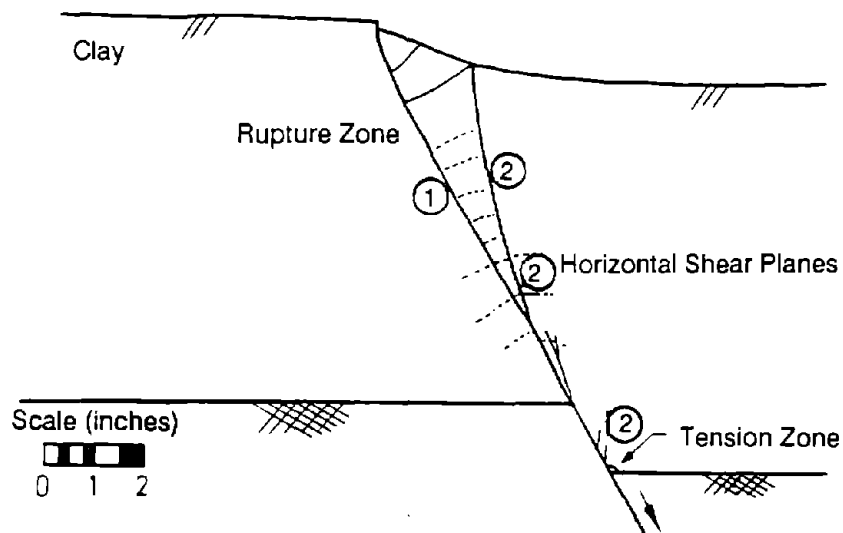 Clay
Rupture Zone
1
2
2 Horizontal Shear Planes
Scale (inches)
0 1 2
2
Tension Zone